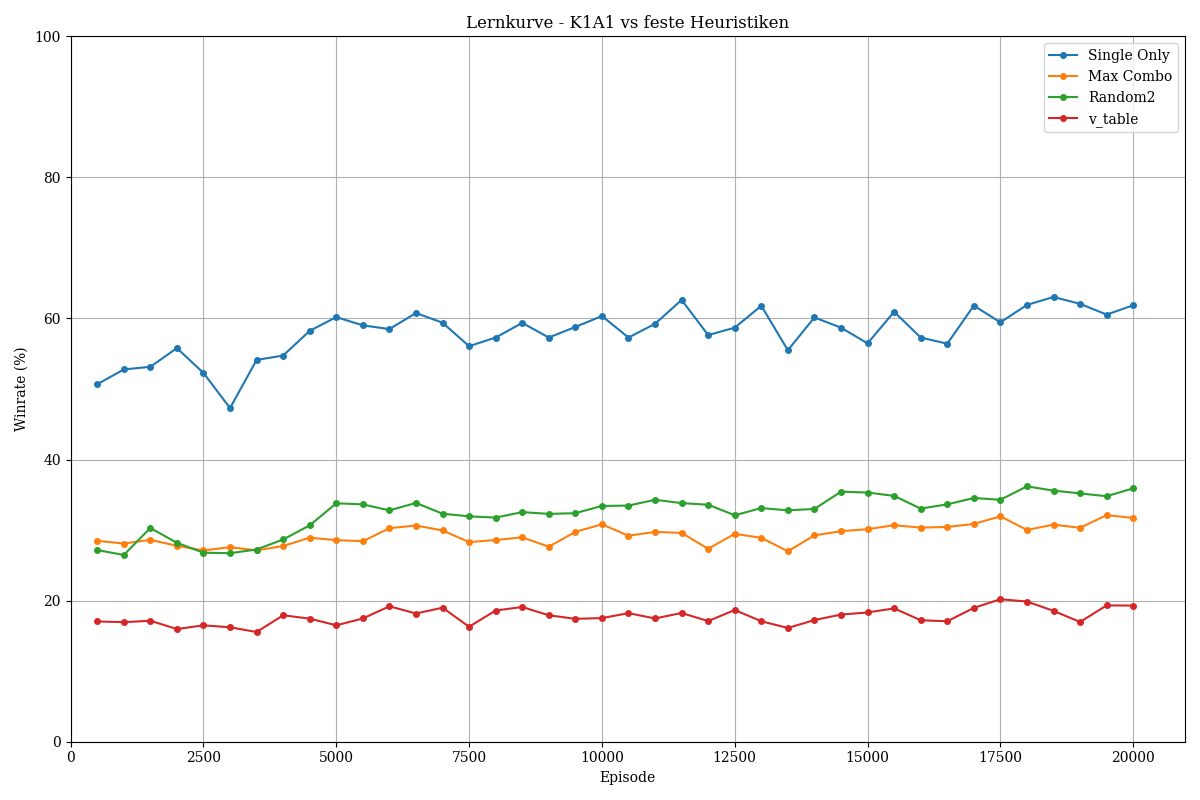 Lernkurve - K1A1 vs feste Heuristiken
100
80
60
40
20
0
Winrate (%)
Single Only
Max Combo
Random2
v_table
0 2500 5000 7500 10000 12500 15000 17500 20000
Episode